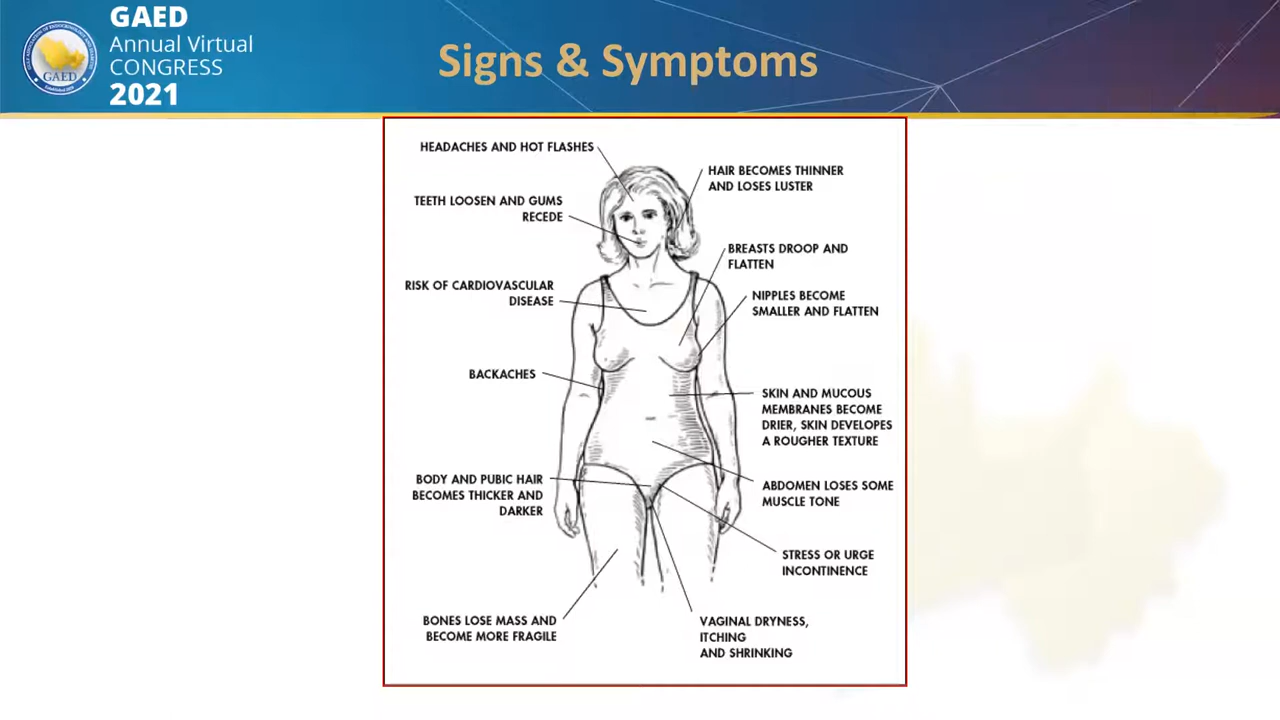 GAED
Annual Virtual
CONGRESS
2021
GAED
Signs & Symptoms
HEADACHES AND HOT FLASHES
TEETH LOOSEN AND GUMS
RECEDE
RISK OF CARDIOVASCULAR
DISEASE
BACKACHES
BODY AND PUBIC HAIR
BECOMES THICKER AND
DARKER
BONES LOSE MASS AND
BECOME MORE FRAGILE
HAIR BECOMES THINNER
AND LOSES LUSTER
BREASTS DROOP AND
FLATTEN
NIPPLES BECOME
SMALLER AND FLATTEN
SKIN AND MUCOUS
MEMBRANES BECOME
DRIER, SKIN DEVELOPES
A ROUGHER TEXTURE
ABDOMEN LOSES SOME
MUSCLE TONE
STRESS OR URGE
INCONTINENCE
VAGINAL DRYNESS,
ITCHING
AND SHRINKING